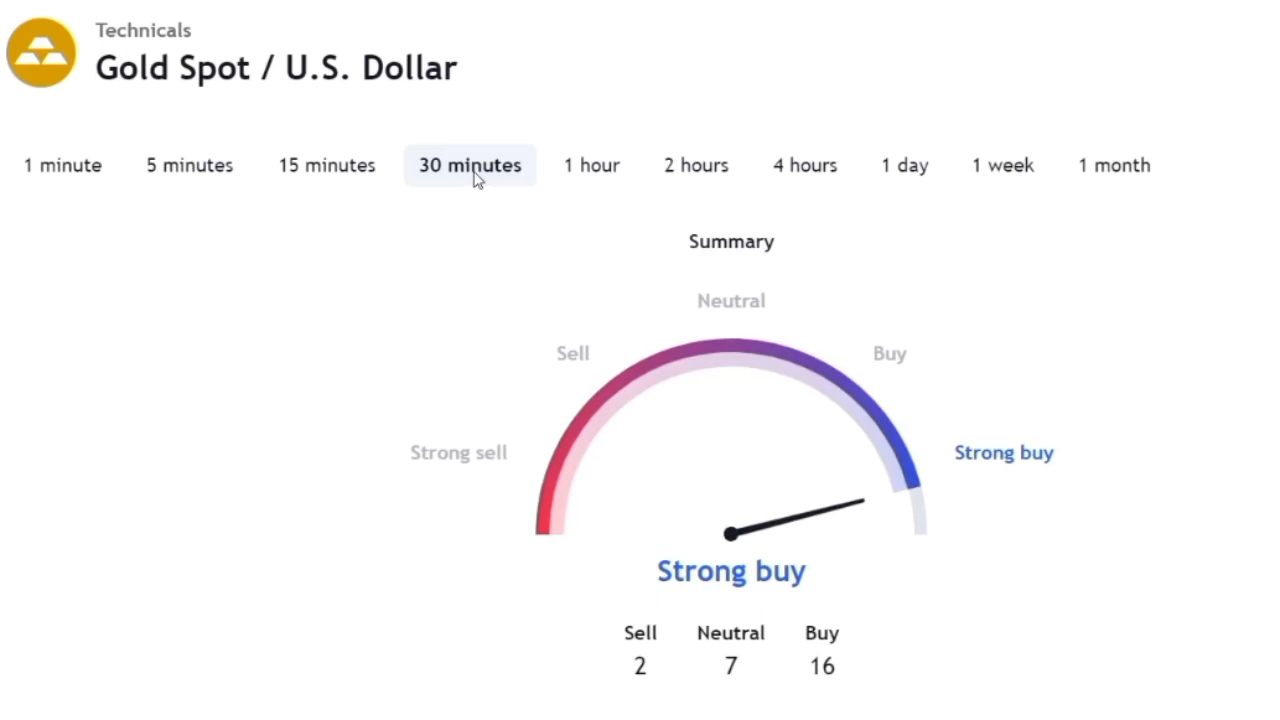 Technicals
Gold Spot / U.S. Dollar
1 minute 5 minutes 15 minutes 30 minutes 1 hour 2 hours 4 hours 1 day 1 week 1 month
Summary
Neutral
Sell Buy
Strong sell Strong buy
Strong buy
Sell Neutral Buy
2 7 16